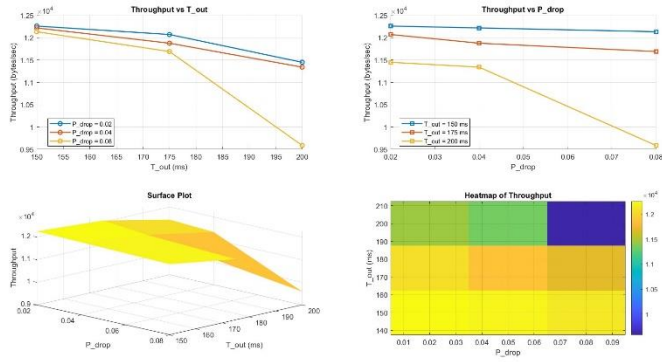 Throughput vs T_out
×10⁴
1.25
1.2
1.15
1.1
1.05
1
0.95
Throughput (bytes/sec)
P_drop = 0.02
P_drop = 0.04
P_drop = 0.08
150 155 160 165 170 175 180 185 190 195 200
T_out (ms)
Throughput vs P_drop
×10⁴
1.25
1.2
1.15
1.1
1.05
1
0.95
Throughput (bytes/sec)
T_out = 150 ms
T_out = 175 ms
T_out = 200 ms
0.02 0.03 0.04 0.05 0.06 0.07 0.08
P_drop
Surface Plot
×10⁴
1.2
1.1
1
0.9
Throughput
0.02 0.04 0.06 0.08
P_drop
150 160 170 180 190 200
T_out (ms)
Heatmap of Throughput
210
200
190
180
170
160
150
140
T_out (ms)
0.01 0.02 0.03 0.04 0.05 0.06 0.07 0.08 0.09
P_drop
×10⁴
1.2
1.15
1.1
1.05
1